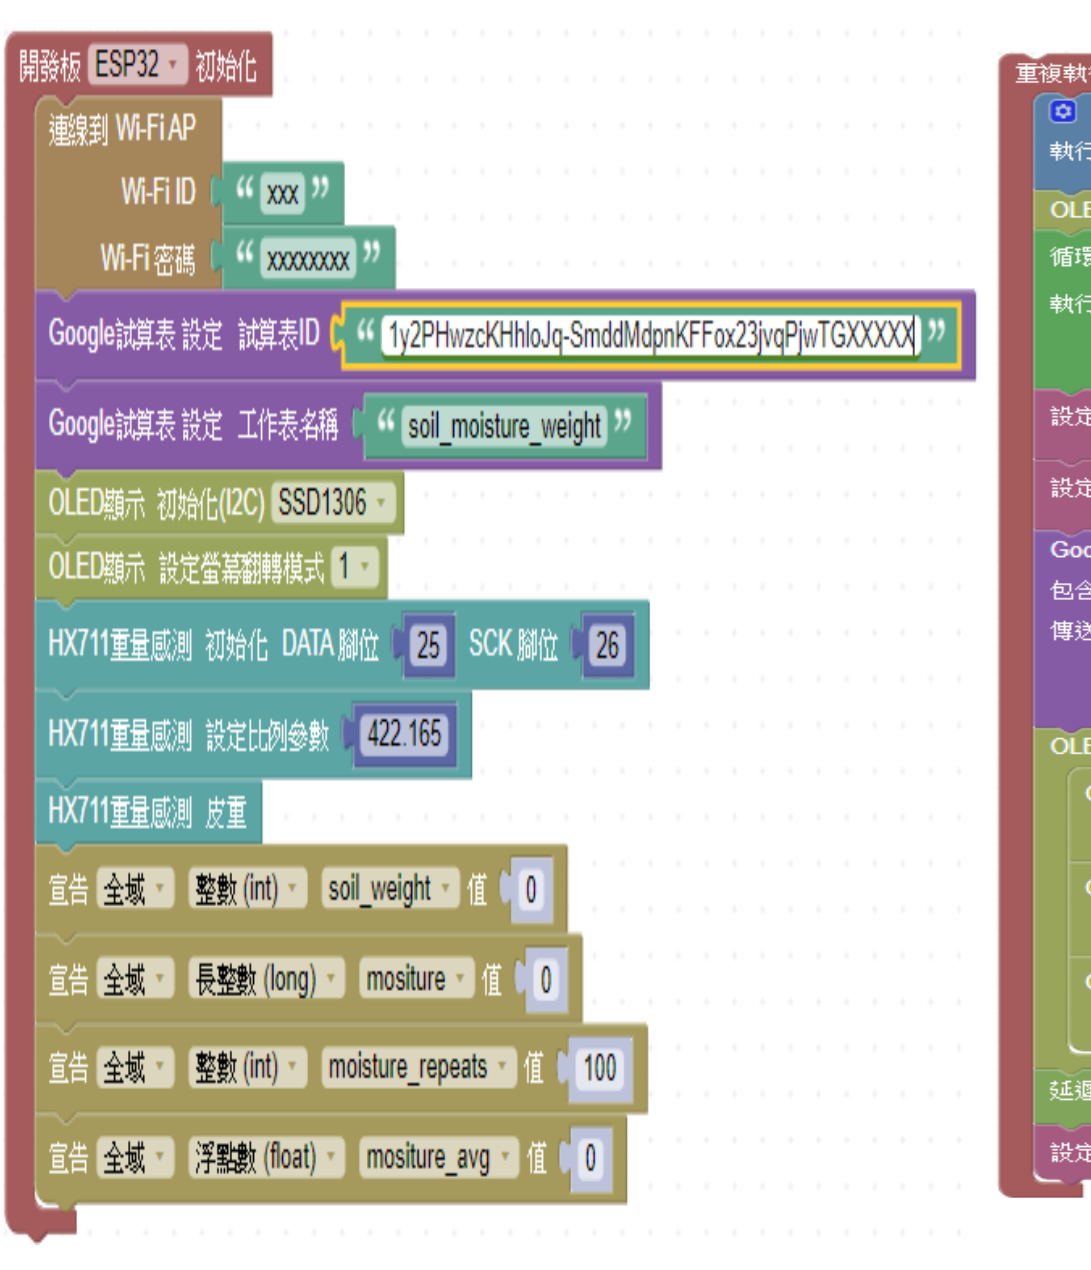 開發板 ESP32 初始化
連線到 Wi-Fi AP
Wi-Fi ID “ xxx ”
Wi-Fi 密碼 “ xxxxxxxx ”
Google試算表 設定 試算表ID “ 1y2PHwzcKHhloJq-SmddMdpnKFFox23jvqPjwTGXXXXX ”
Google試算表 設定 工作表名稱 “ soil_moisture_weight ”
OLED顯示 初始化(I2C) SSD1306
OLED顯示 設定螢幕翻轉模式 1
HX711重量感測 初始化 DATA 腳位 25 SCK 腳位 26
HX711重量感測 設定比例參數 422.165
HX711重量感測 皮重
宣告 全域 整數 (int) soil_weight 值 0
宣告 全域 長整數 (long) mositure 值 0
宣告 全域 整數 (int) moisture_repeats 值 100
宣告 全域 浮點數 (float) mositure_avg 值 0
重複執行
執行
OLE
循環
執行
設定
設定
Goo
包含
傳送
OLE
延遲
設定